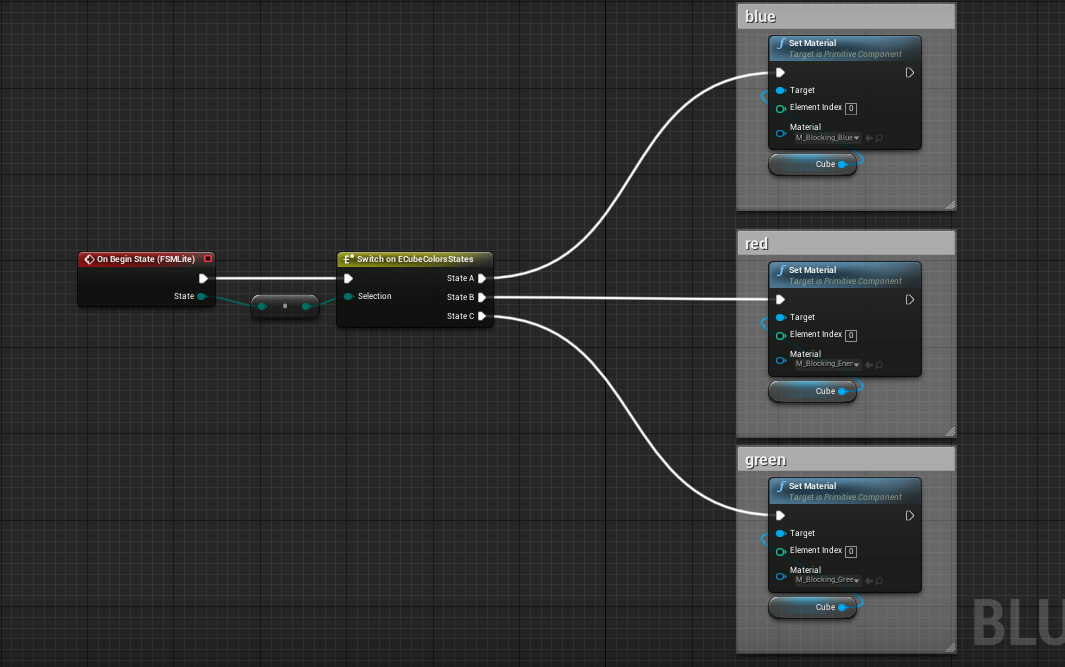 blue
Set Material
Target is Primitive Component
Target
Element Index 0
Material
M_Blocking_Blue
Cube
On Begin State (FSMLite)
State
Switch on ECubeColorsStates
Selection
State A
State B
State C
red
Set Material
Target is Primitive Component
Target
Element Index 0
Material
M_Blocking_Ener
Cube
green
Set Material
Target is Primitive Component
Target
Element Index 0
Material
M_Blocking_Gree
Cube
BLU